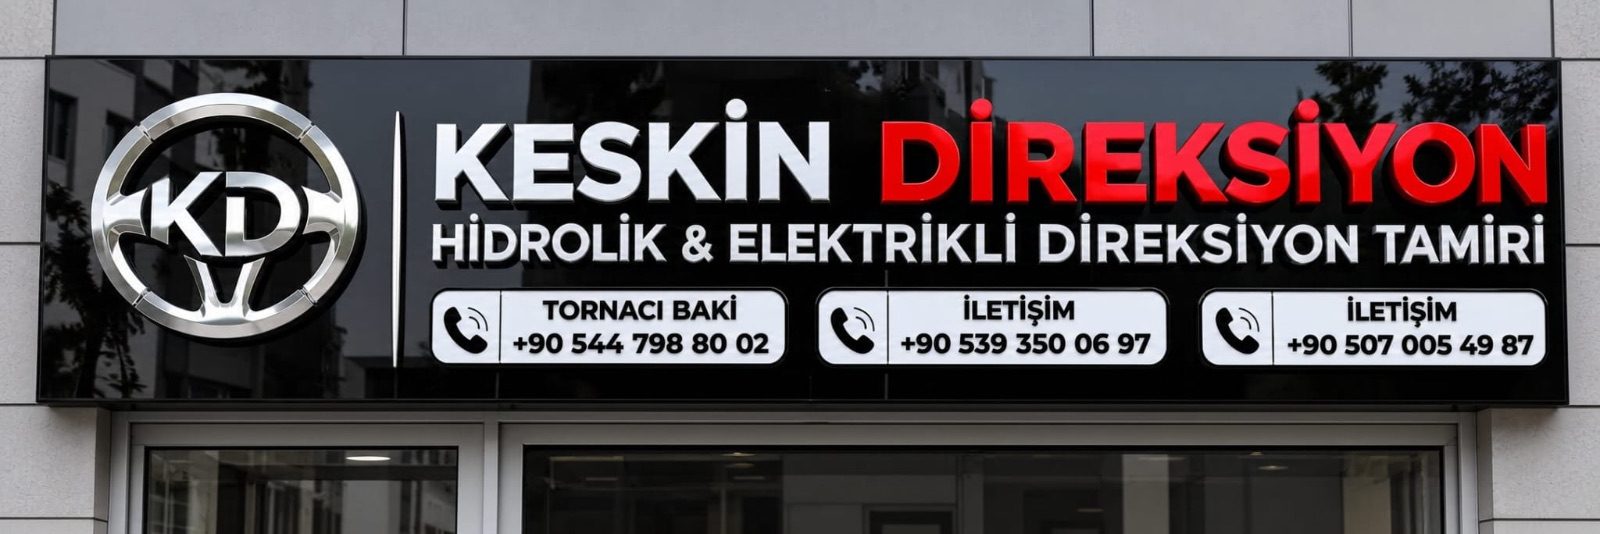 KD
KESKİN DİREKSİYON
HİDROLİK & ELEKTRİKLİ DİREKSİYON TAMİRİ
TORNACI BAKİ
+90 544 798 80 02
İLETİŞİM
+90 539 350 06 97
İLETİŞİM
+90 507 005 49 87